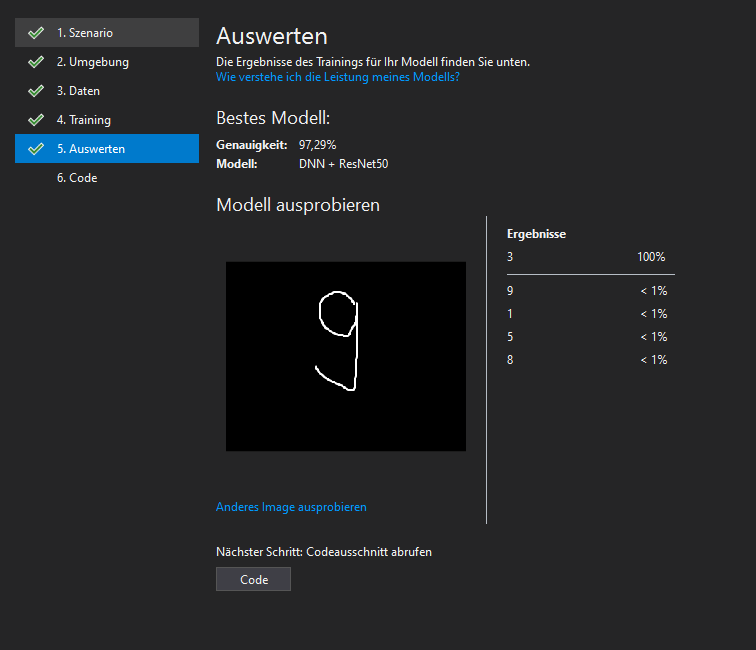 1. Szenario
2. Umgebung
3. Daten
4. Training
5. Auswerten
6. Code
Auswerten
Die Ergebnisse des Trainings für Ihr Modell finden Sie unten.
Wie verstehe ich die Leistung meines Modells?
Bestes Modell:
Genauigkeit: 97,29%
Modell: DNN + ResNet50
Modell ausprobieren
9
Anderes Image ausprobieren
Ergebnisse
3 100%
9 < 1%
1 < 1%
5 < 1%
8 < 1%
Nächster Schritt: Codeausschnitt abrufen
Code